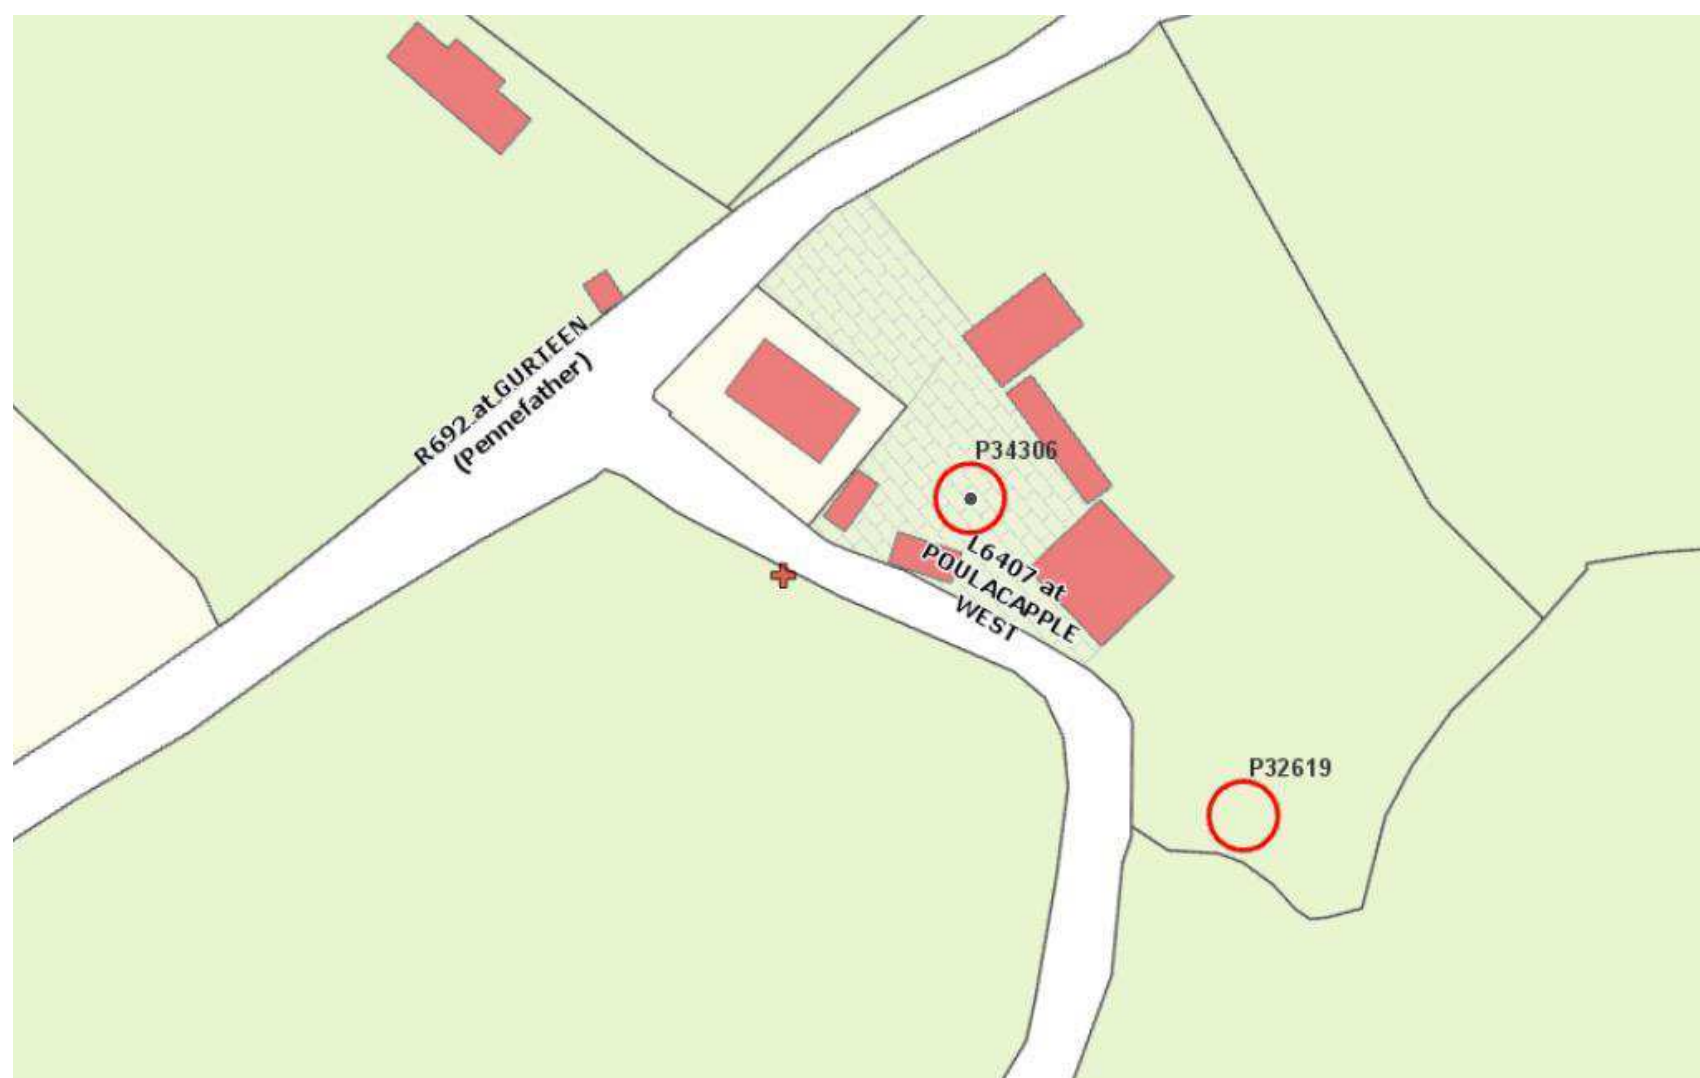 R692 at GURTEEN
(Pennefather)
P34306
L6407 at
POULACAPPLE
WEST
P32619